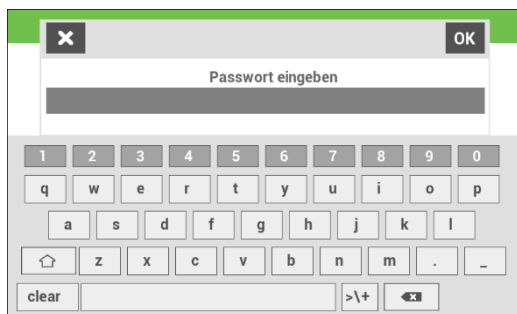 OK
Passwort eingeben
1 2 3 4 5 6 7 8 9 0
q w e r t y u i o p
a s d f g h j k l
z x c v b n m . _
clear >\+